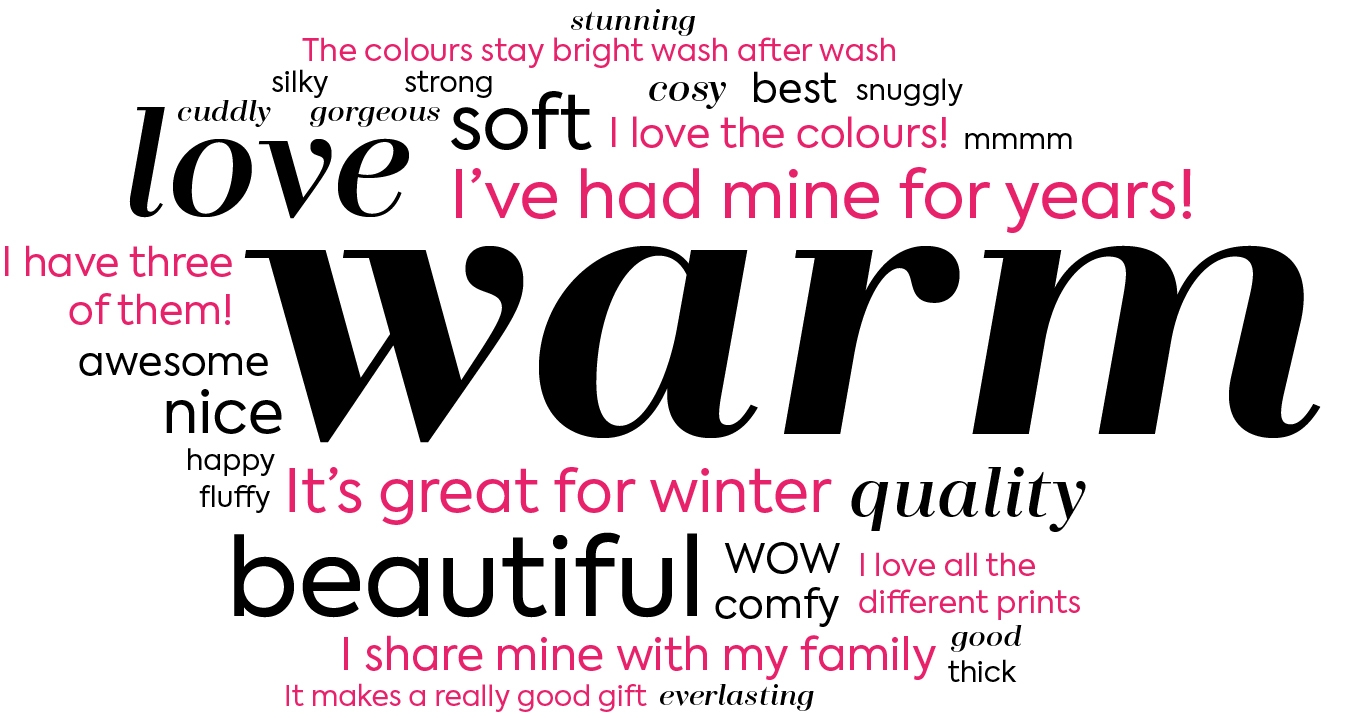 stunning
The colours stay bright wash after wash
silky
strong
cosy
best
snuggly
cuddly
gorgeous
soft
I love the colours!
mmmm
love
I've had mine for years!
warm
I have three
of them!
awesome
nice
happy
fluffy
It's great for winter
quality
beautiful
WOW
comfy
I love all the
different prints
I share mine with my family
good
thick
It makes a really good gift
everlasting